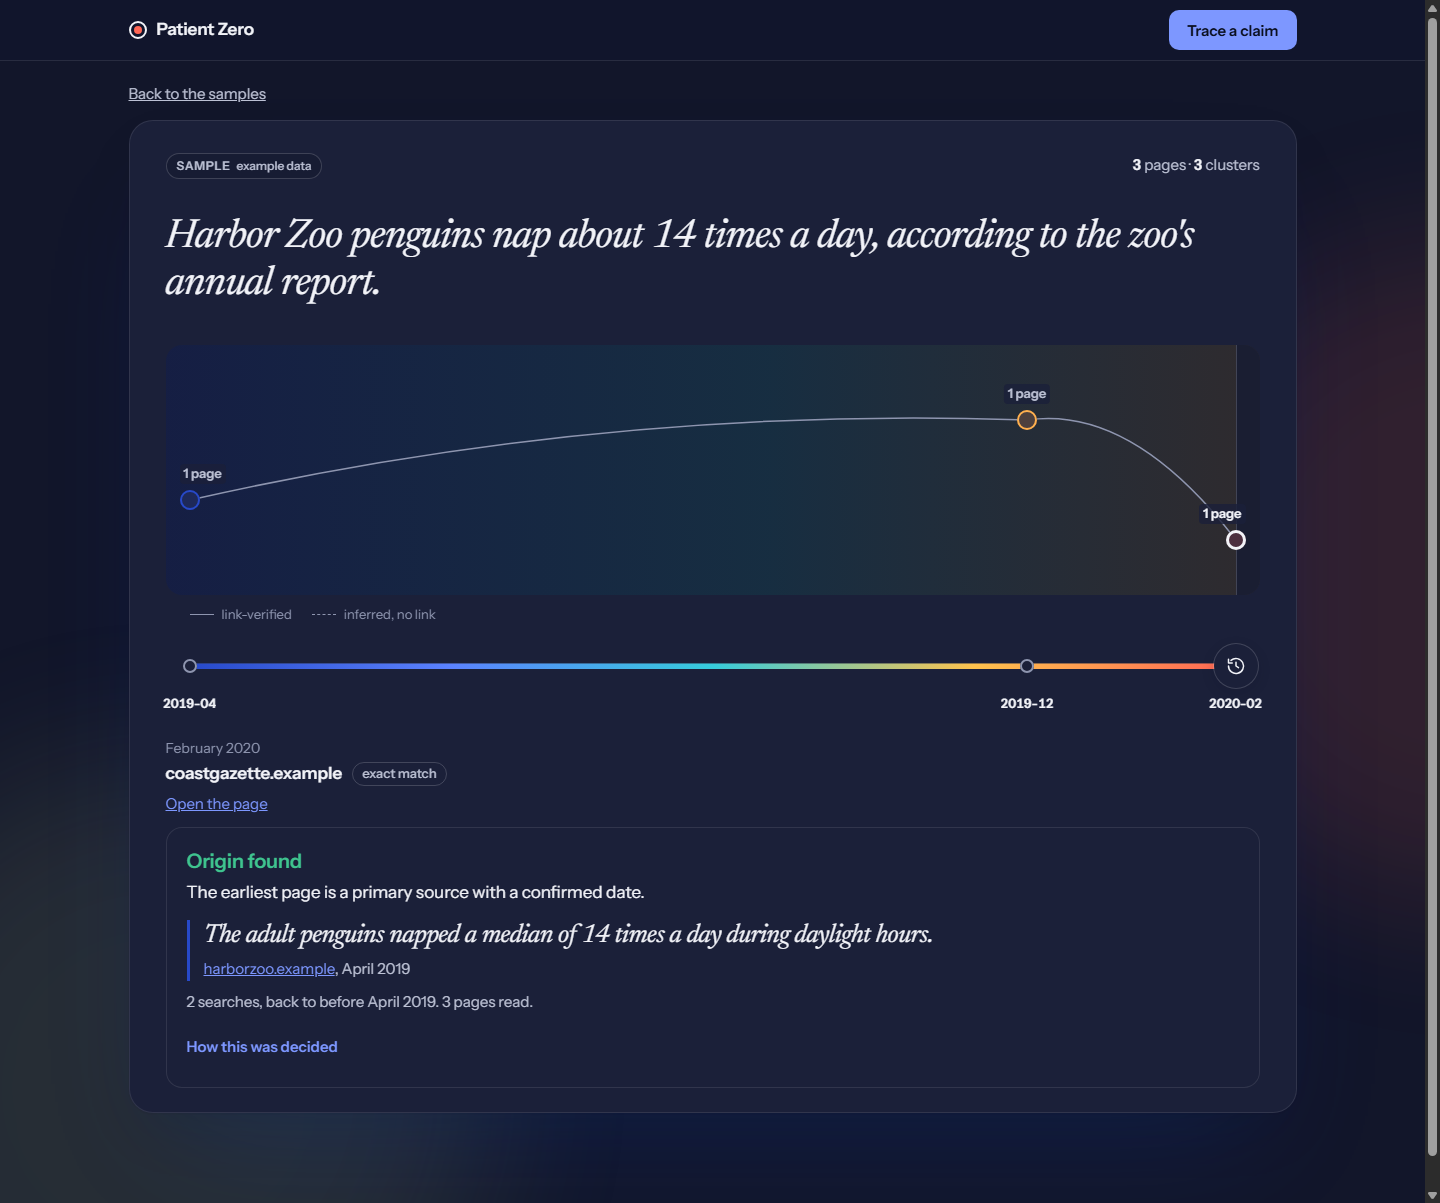 Patient Zero
Trace a claim
Back to the samples
SAMPLE example data
3 pages · 3 clusters
Harbor Zoo penguins nap about 14 times a day, according to the zoo's
annual report.
1 page
1 page
1 page
link-verified
inferred, no link
2019-04
2019-12
2020-02
February 2020
coastgazette.example exact match
Open the page
Origin found
The earliest page is a primary source with a confirmed date.
The adult penguins napped a median of 14 times a day during daylight hours.
harborzoo.example, April 2019
2 searches, back to before April 2019. 3 pages read.
How this was decided